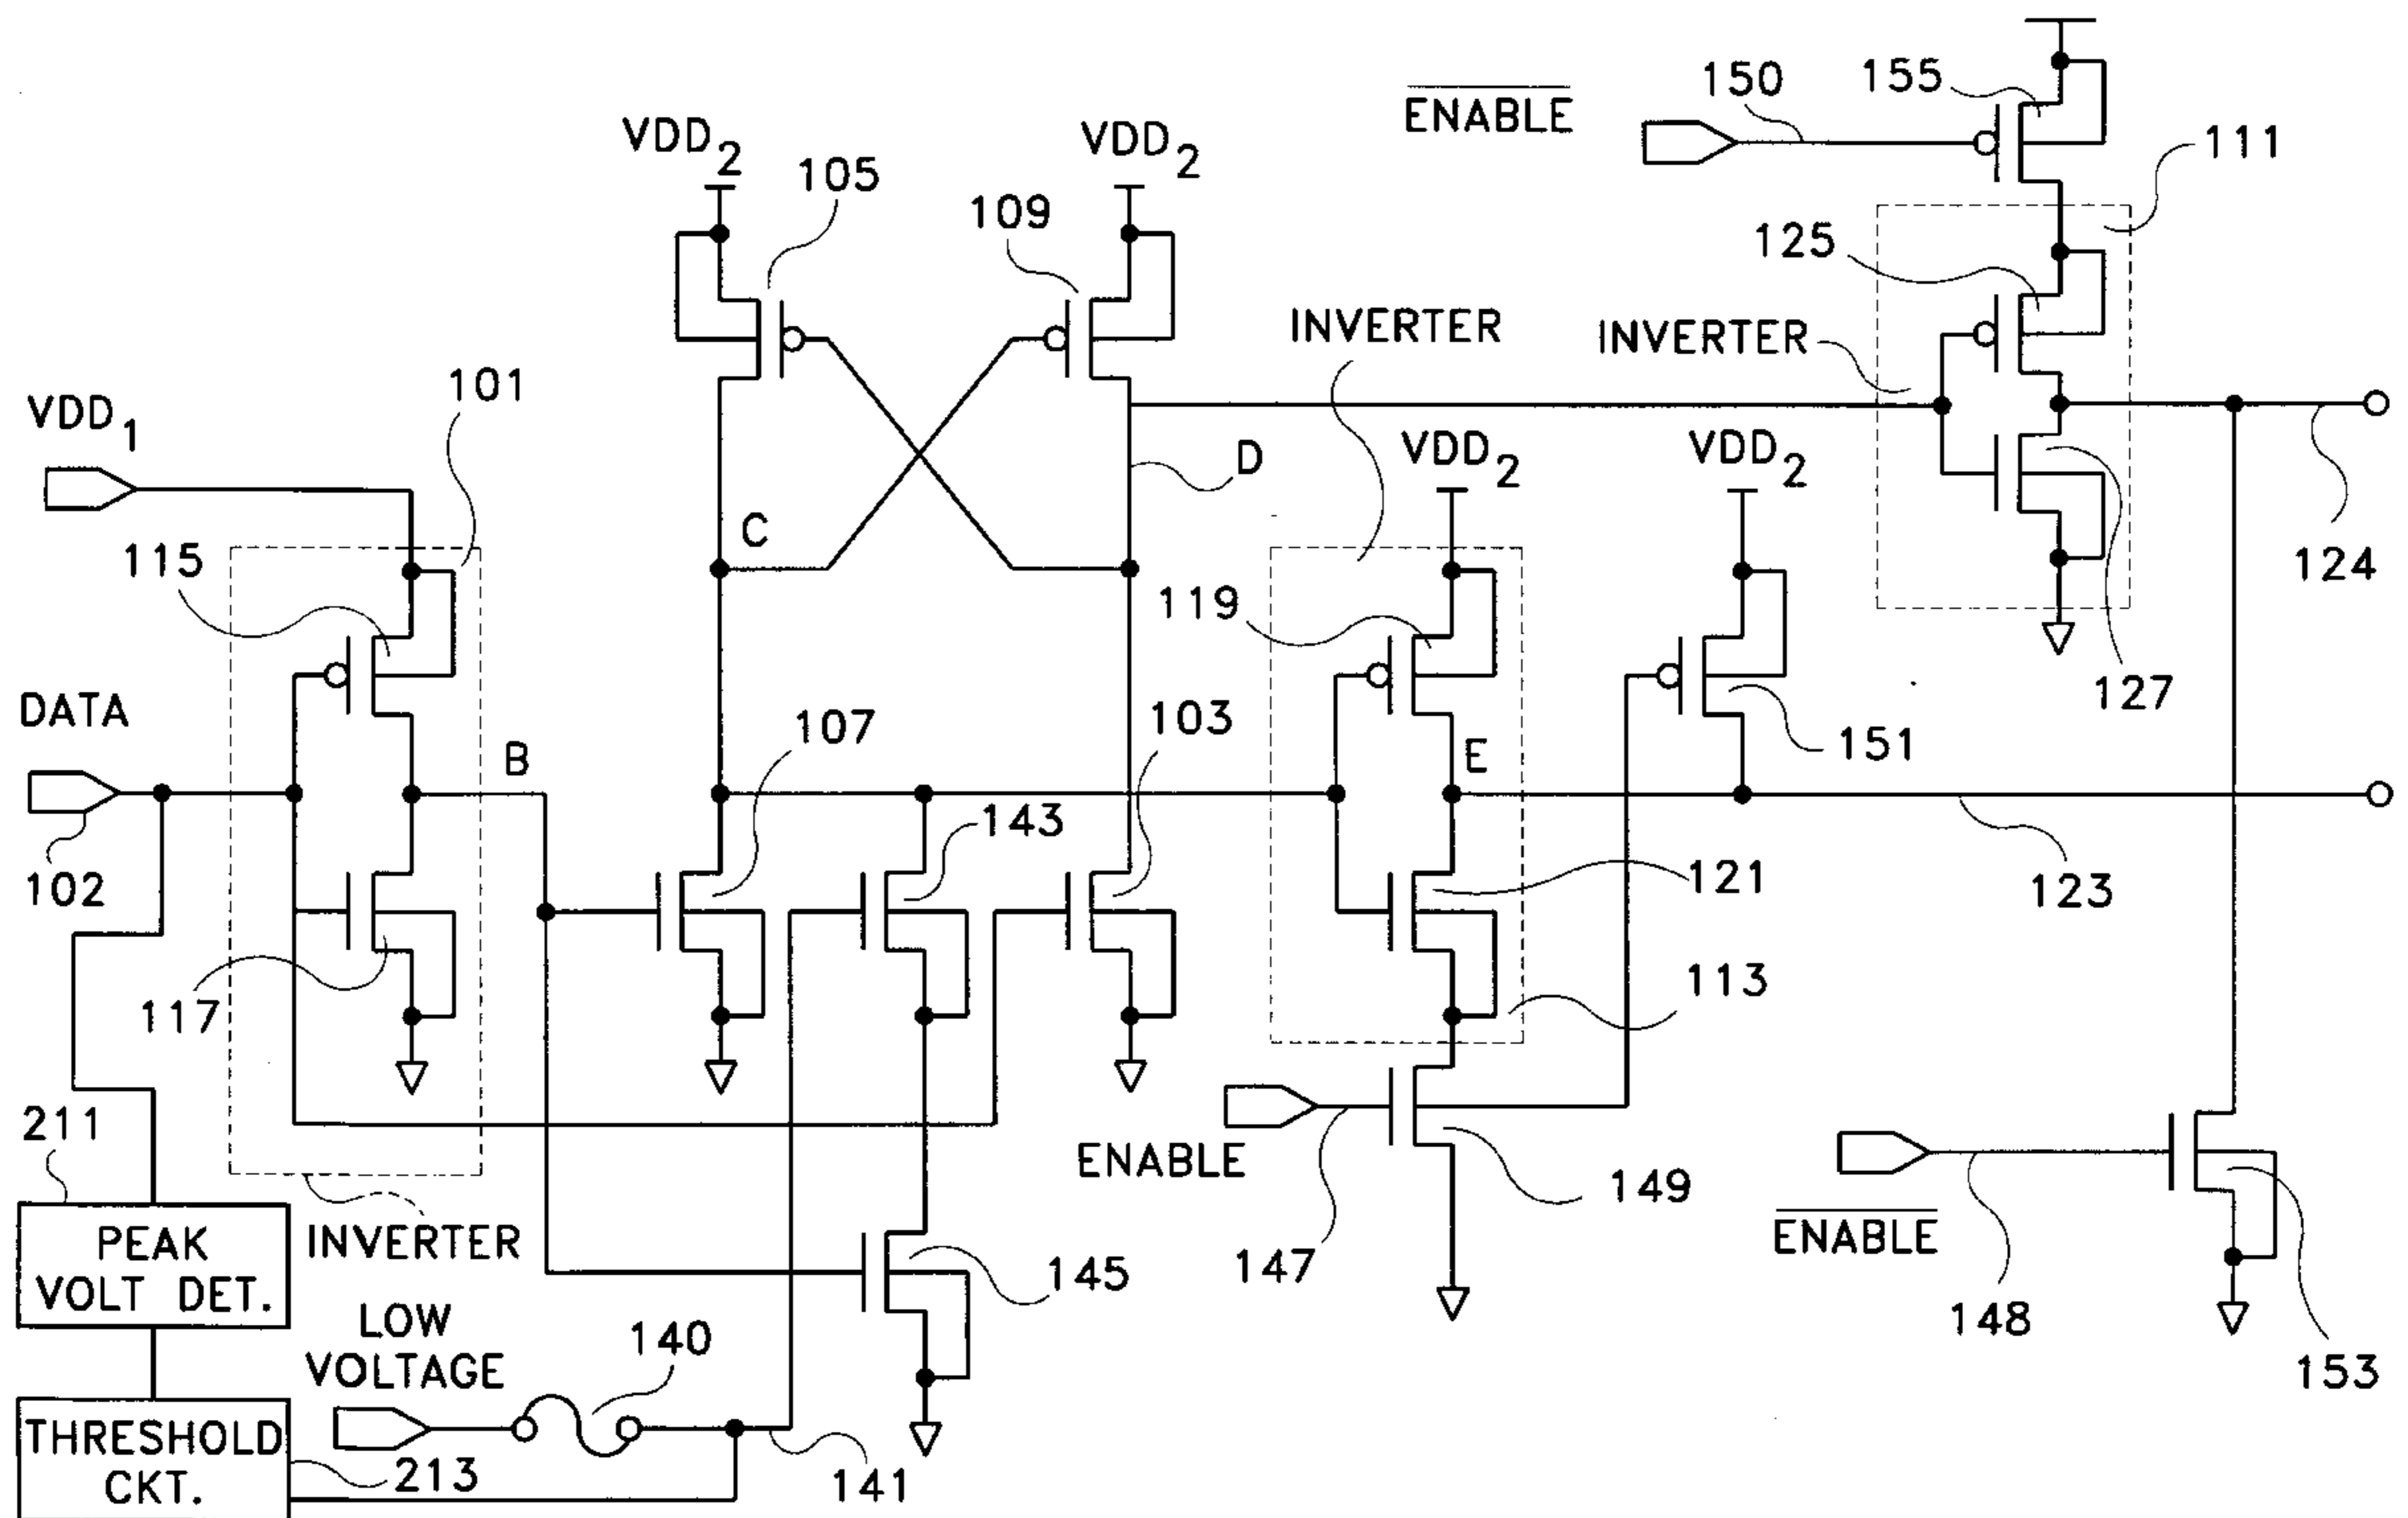 150
155
ENABLE
VDD2
105
VDD2
109
111
125
INVERTER
INVERTER
101
VDD1
VDD2
VDD2
D
C
115
119
124
127
DATA
107
103
B
E
151
143
102
121
123
117
113
211
ENABLE
149
INVERTER
PEAK
VOLT DET.
145
147
ENABLE
148
153
LOW
VOLTAGE
140
THRESHOLD
CKT.
213
141